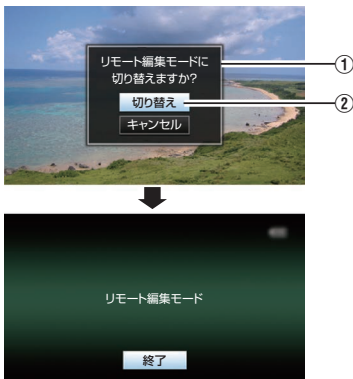 リモート編集モードに
切り替えますか?
①
切り替え
②
キャンセル
リモート編集モード
終了